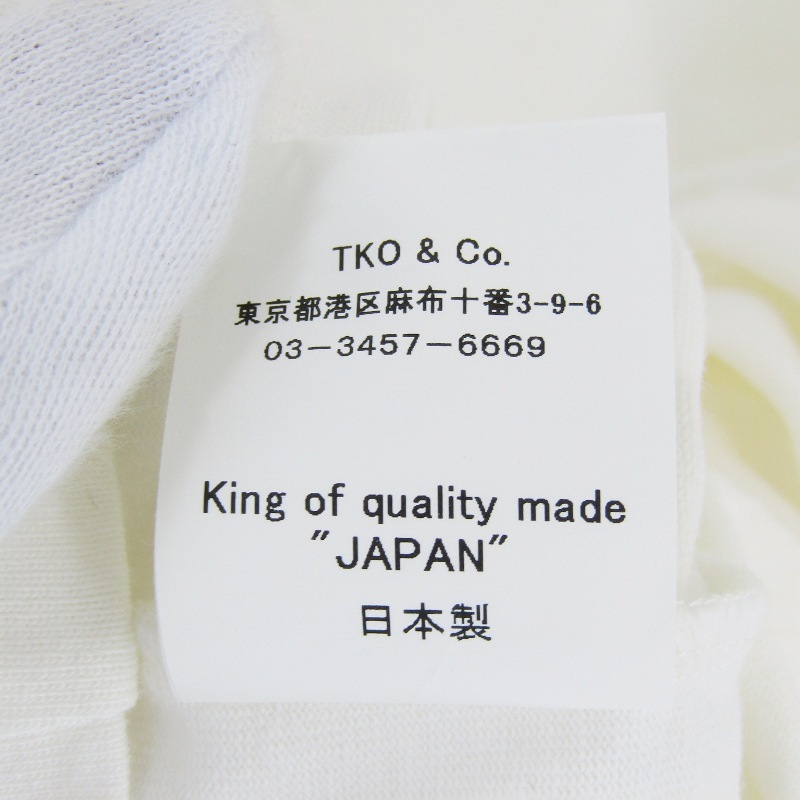 TKO & Co.
東京都港区麻布十番3-9-6
03-3457-6669
King of quality made
"JAPAN"
日本製